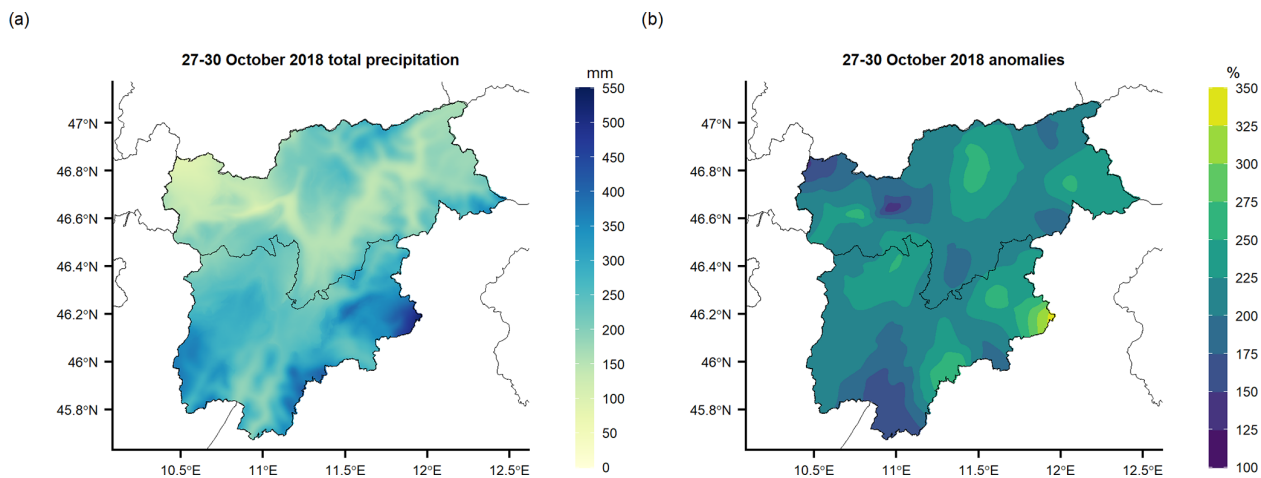 (a)
27-30 October 2018 total precipitation
mm
550
500
450
400
350
300
250
200
150
100
50
0
47°N
46.8°N
46.6°N
46.4°N
46.2°N
46°N
45.8°N
10.5°E 11°E 11.5°E 12°E 12.5°E
(b)
27-30 October 2018 anomalies
%
350
325
300
275
250
225
200
175
150
125
100
47°N
46.8°N
46.6°N
46.4°N
46.2°N
46°N
45.8°N
10.5°E 11°E 11.5°E 12°E 12.5°E